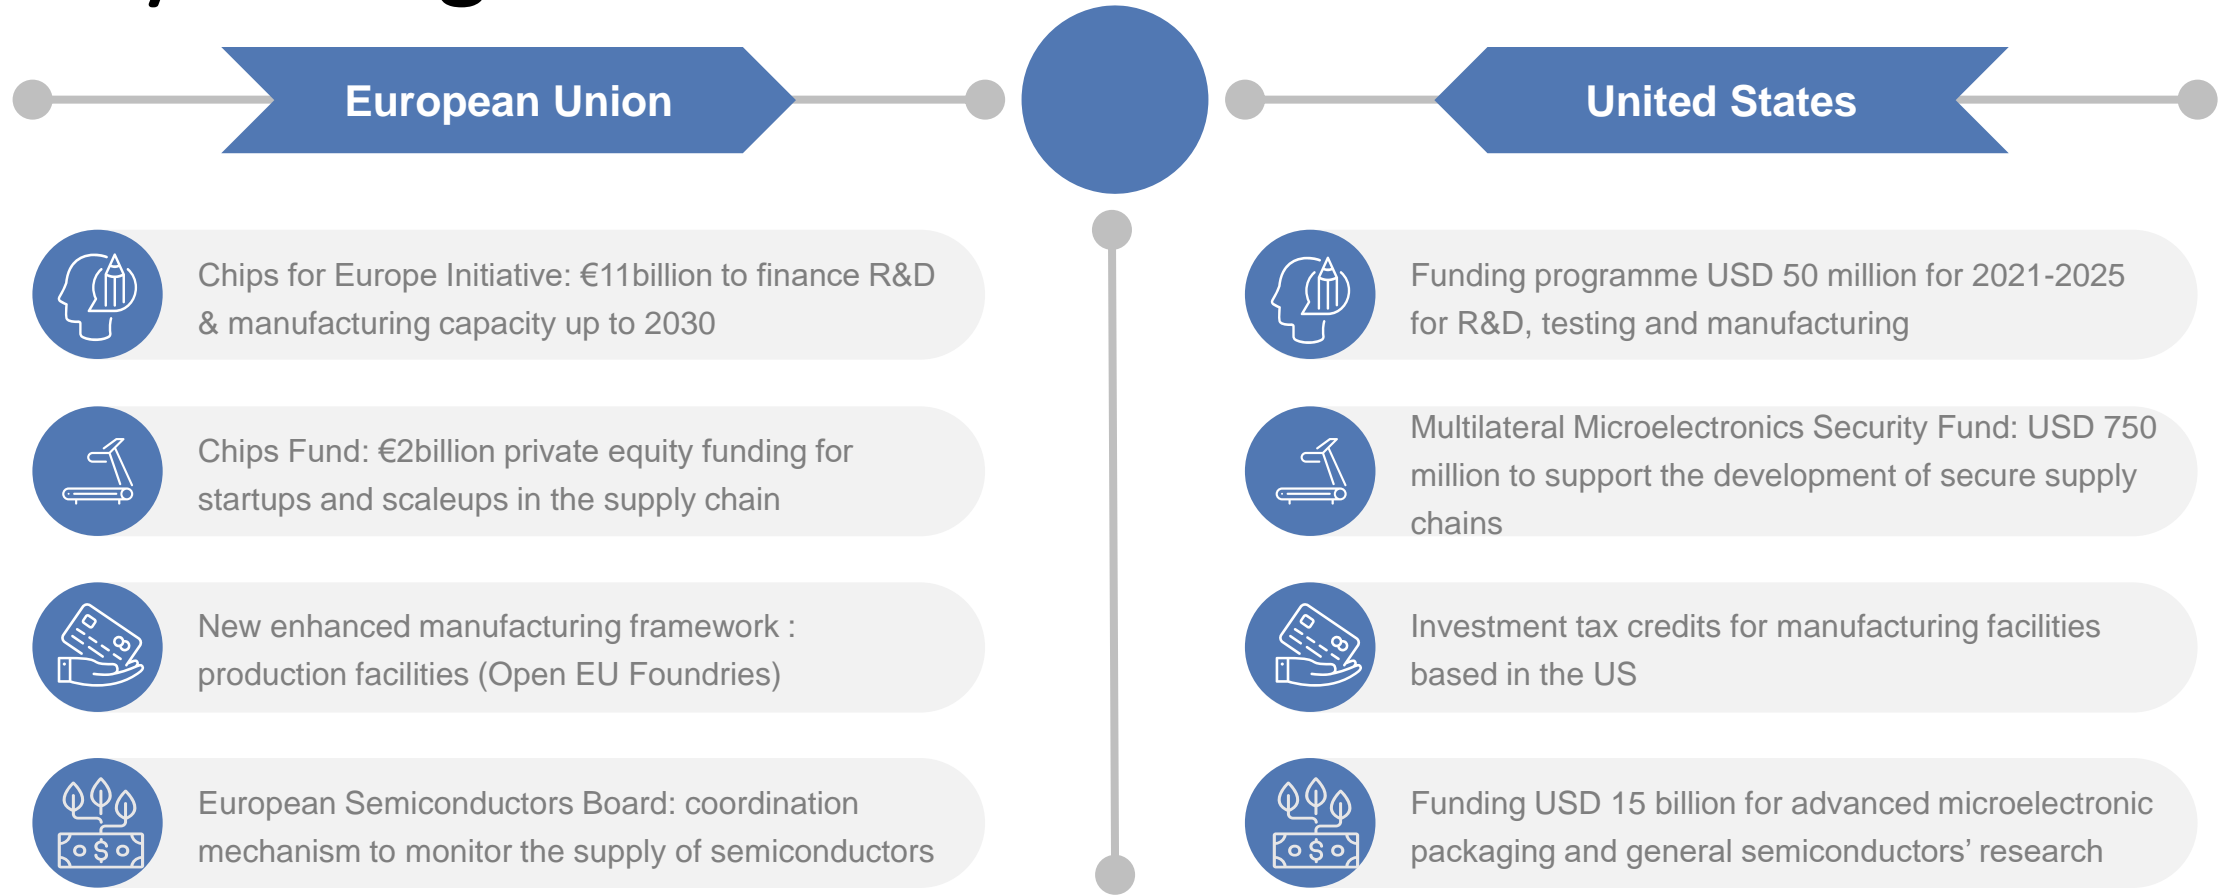 European Union
United States
Chips for Europe Initiative: €11billion to finance R&D
& manufacturing capacity up to 2030
Chips Fund: €2billion private equity funding for
startups and scaleups in the supply chain
New enhanced manufacturing framework :
production facilities (Open EU Foundries)
European Semiconductors Board: coordination
mechanism to monitor the supply of semiconductors
Funding programme USD 50 million for 2021-2025
for R&D, testing and manufacturing
Multilateral Microelectronics Security Fund: USD 750
million to support the development of secure supply
chains
Investment tax credits for manufacturing facilities
based in the US
Funding USD 15 billion for advanced microelectronic
packaging and general semiconductors’ research